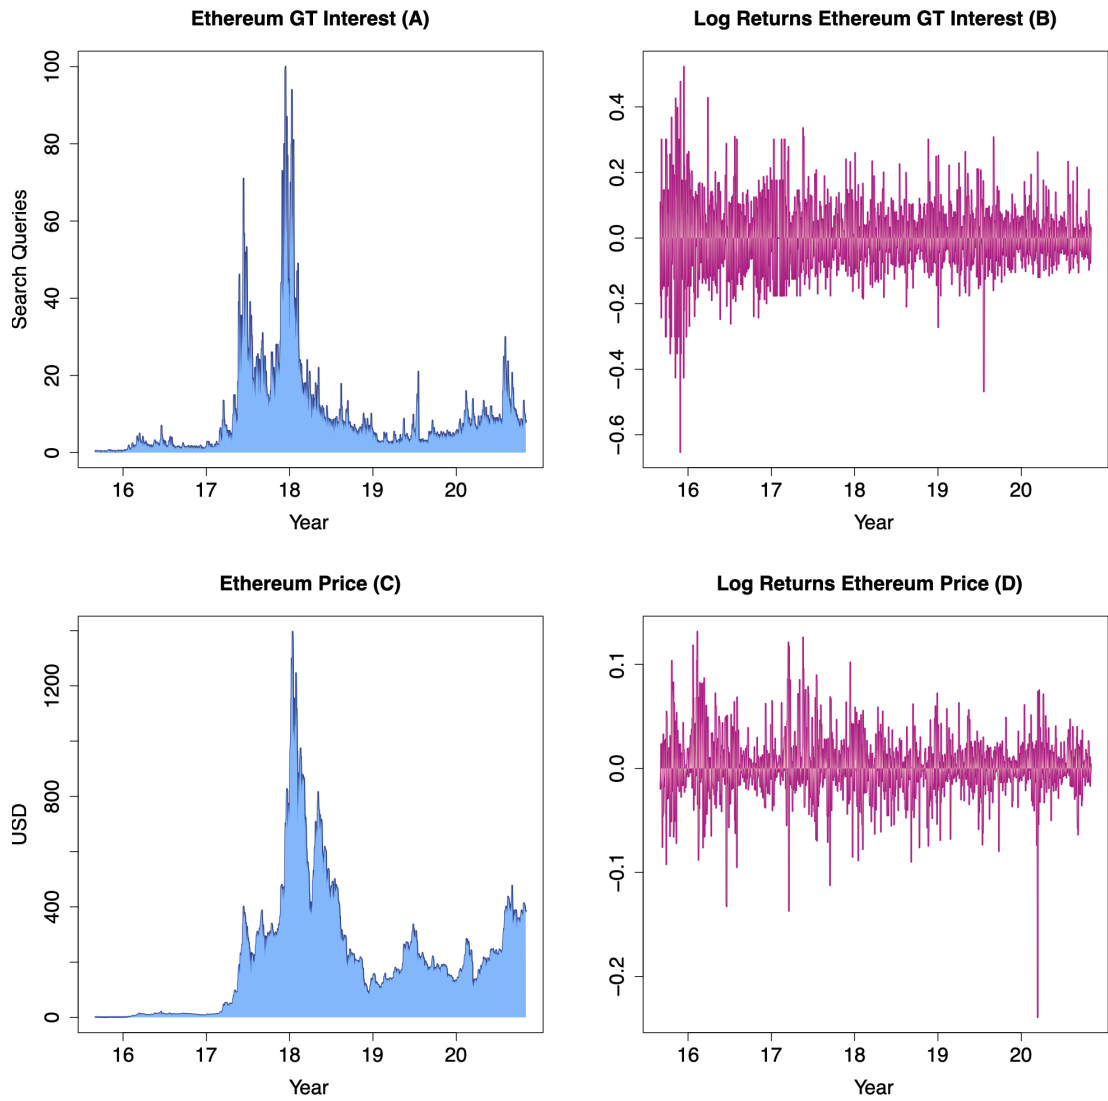 Ethereum GT Interest (A)
Search Queries
100
80
60
40
20
0
16 17 18 19 20
Year
Log Returns Ethereum GT Interest (B)
0.4
0.2
0.0
−0.2
−0.4
−0.6
16 17 18 19 20
Year
Ethereum Price (C)
USD
1200
800
400
0
16 17 18 19 20
Year
Log Returns Ethereum Price (D)
0.1
0.0
−0.1
−0.2
16 17 18 19 20
Year